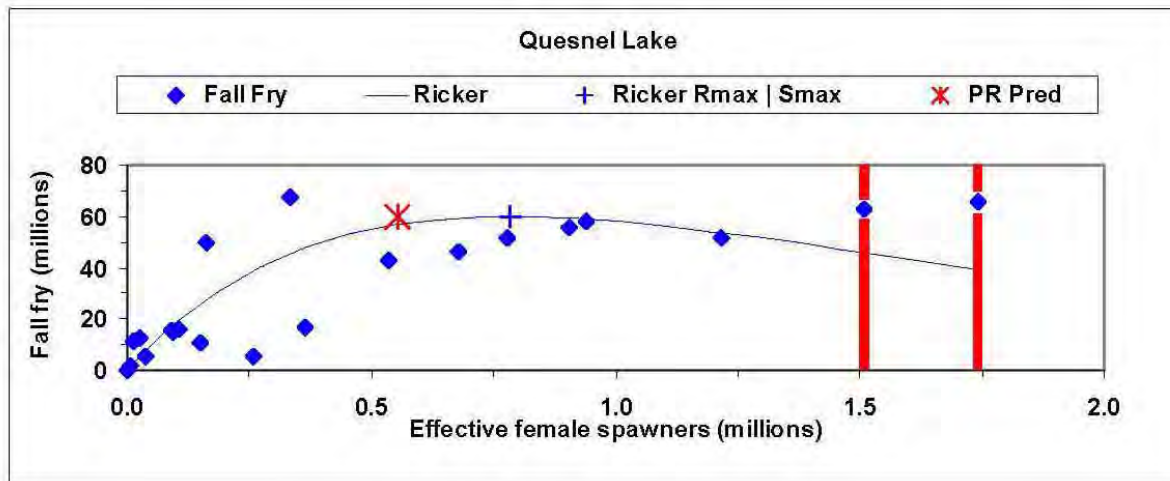 Quesnel Lake
Fall Fry Ricker Ricker Rmax | Smax PR Pred
Fall fry (millions)
80
60
40
20
0
0.0 0.5 1.0 1.5 2.0
Effective female spawners (millions)